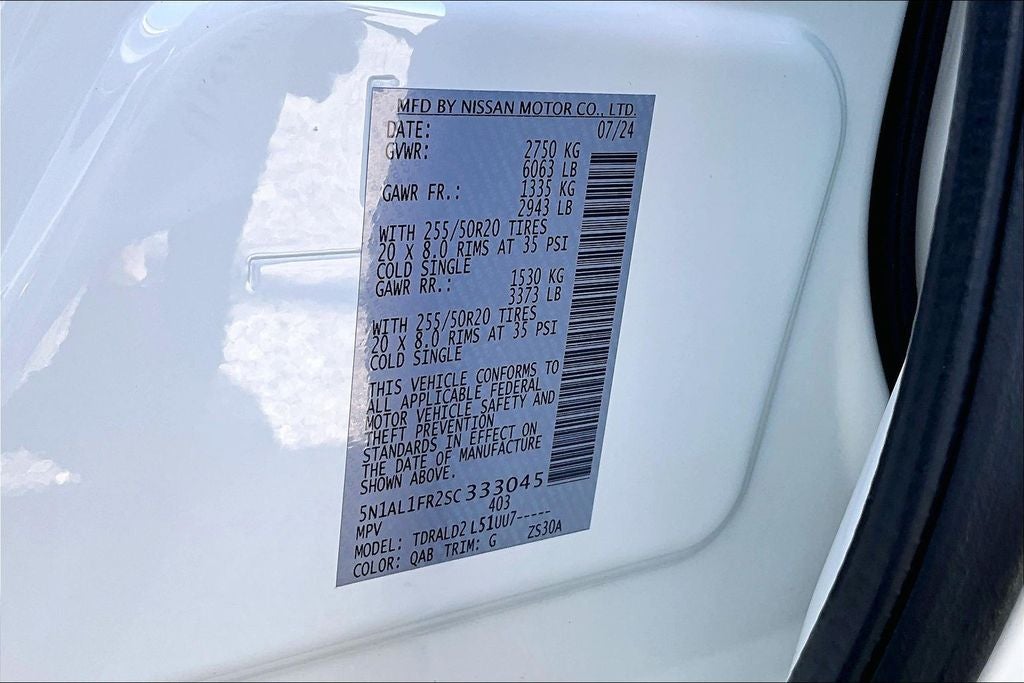 MFD BY NISSAN MOTOR CO., LTD.
DATE: 07/24
GVWR: 2750 KG
6063 LB
GAWR FR.: 1335 KG
2943 LB
WITH 255/50R20 TIRES
20 X 8.0 RIMS AT 35 PSI
COLD SINGLE
GAWR RR.: 1530 KG
3373 LB
WITH 255/50R20 TIRES
20 X 8.0 RIMS AT 35 PSI
COLD SINGLE
THIS VEHICLE CONFORMS TO
ALL APPLICABLE FEDERAL
MOTOR VEHICLE SAFETY AND
THEFT PREVENTION
STANDARDS IN EFFECT ON
THE DATE OF MANUFACTURE
SHOWN ABOVE.
5N1AL1FR2SC333045
MPV 403
MODEL: TDRALD2 L51UU7-----
COLOR: QAB TRIM: G ZS30A